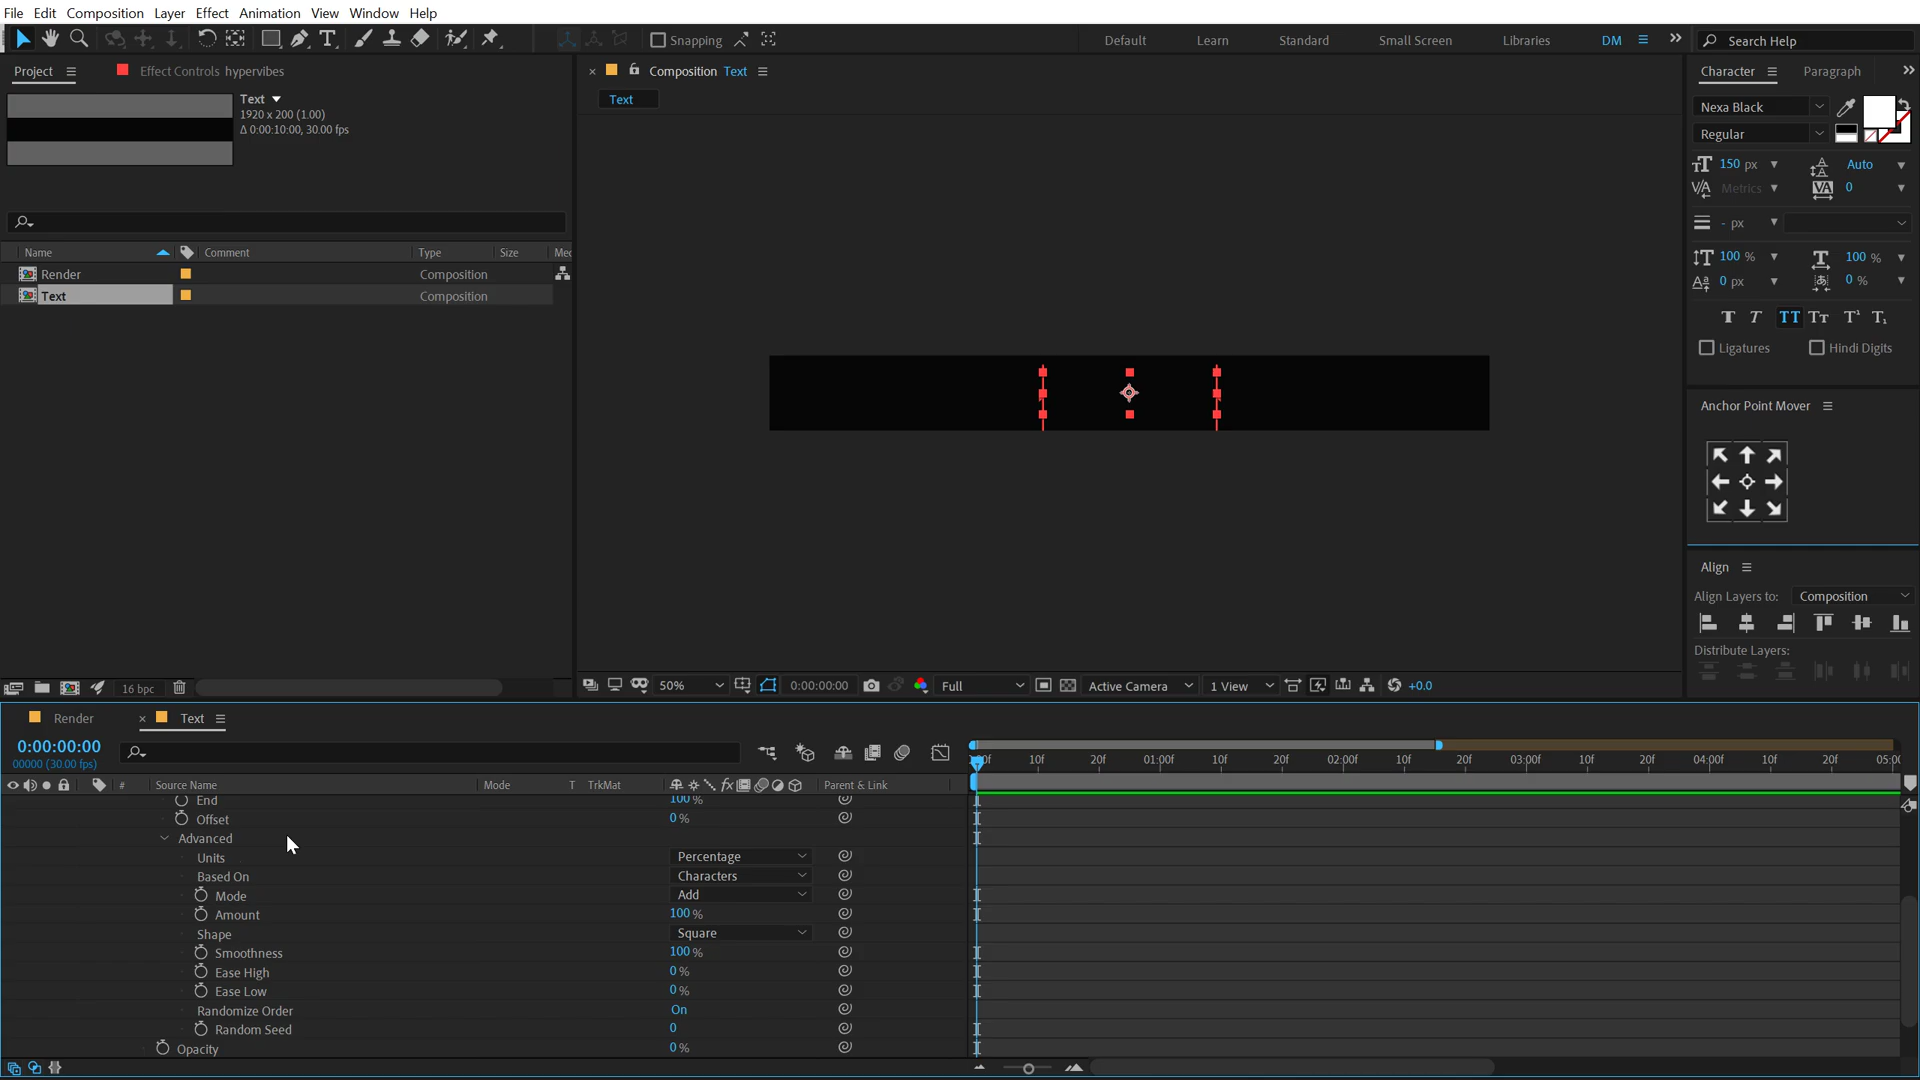 File Edit Composition Layer Effect Animation View Window Help
Snapping
Default Learn Standard Small Screen Libraries DM
Search Help
Project
Effect Controls hypervibes
Composition Text
Character Paragraph
Text
1920 x 200 (1.00)
Δ 0:00:10:00, 30.00 fps
Text
Nexa Black
Regular
150 px Auto
Metrics 0
- px
100 % 100 %
0 px 0 %
TT
Ligatures Hindi Digits
Name Comment Type Size Med
Render Composition
Text Composition
Anchor Point Mover
Align
Align Layers to: Composition
Distribute Layers:
16 bpc
50% 0:00:00:00 Full Active Camera 1 View +0.0
Render Text
0:00:00:00
00000 (30.00 fps)
# Source Name Mode T TrkMat Parent & Link
10f 20f 01:00f 10f 20f 02:00f 10f 20f 03:00f 10f 20f 04:00f 10f 20f
End 100 %
Offset 0 %
Advanced
Units Percentage
Based On Characters
Mode Add
Amount 100 %
Shape Square
Smoothness 100 %
Ease High 0 %
Ease Low 0 %
Randomize Order On
Random Seed 0
Opacity 0 %